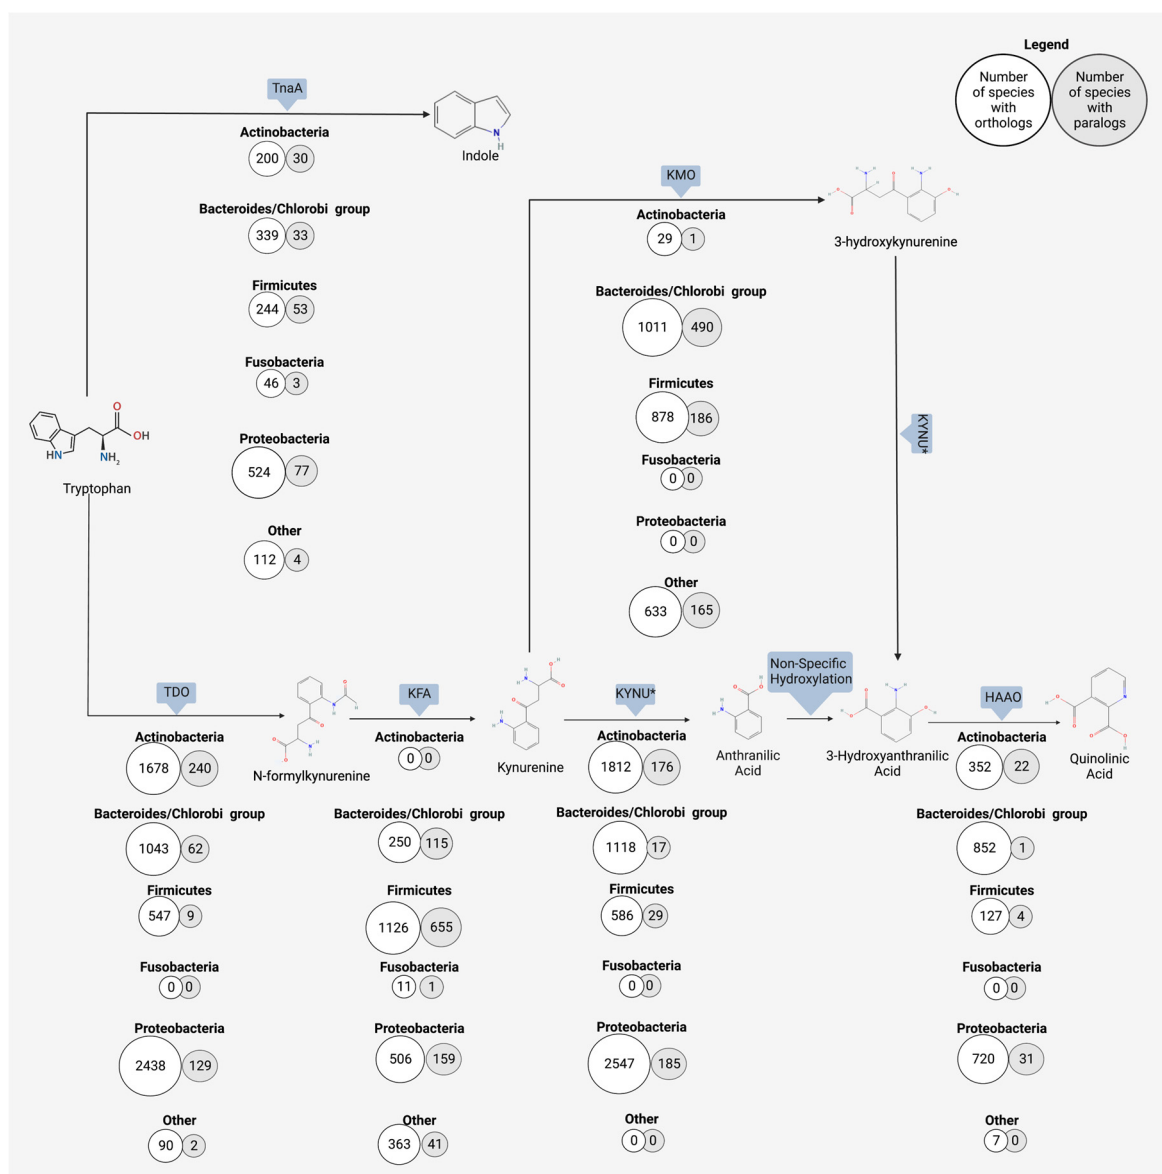 Legend
Number
of species
with
orthologs
Number
of species
with
paralogs
TnaA
Indole
N
H
Actinobacteria
200 30
Bacteroides/Chlorobi group
339 33
Firmicutes
244 53
Fusobacteria
46 3
Proteobacteria
524 77
Other
112 4
O
OH
HN
NH2
Tryptophan
KMO
3-hydroxykynurenine
Actinobacteria
29 1
Bacteroides/Chlorobi group
1011 490
Firmicutes
878 186
Fusobacteria
0 0
Proteobacteria
0 0
Other
633 165
KYNU*
TDO
N-formylkynurenine
Actinobacteria
1678 240
Bacteroides/Chlorobi group
1043 62
Firmicutes
547 9
Fusobacteria
0 0
Proteobacteria
2438 129
Other
90 2
KFA
Kynurenine
Actinobacteria
0 0
Bacteroides/Chlorobi group
250 115
Firmicutes
1126 655
Fusobacteria
11 1
Proteobacteria
506 159
Other
363 41
KYNU*
Anthranilic
Acid
Actinobacteria
1812 176
Bacteroides/Chlorobi group
1118 17
Firmicutes
586 29
Fusobacteria
0 0
Proteobacteria
2547 185
Other
0 0
Non-Specific
Hydroxylation
3-Hydroxyanthranilic
Acid
HAAO
Quinolinic
Acid
Actinobacteria
352 22
Bacteroides/Chlorobi group
852 1
Firmicutes
127 4
Fusobacteria
0 0
Proteobacteria
720 31
Other
7 0